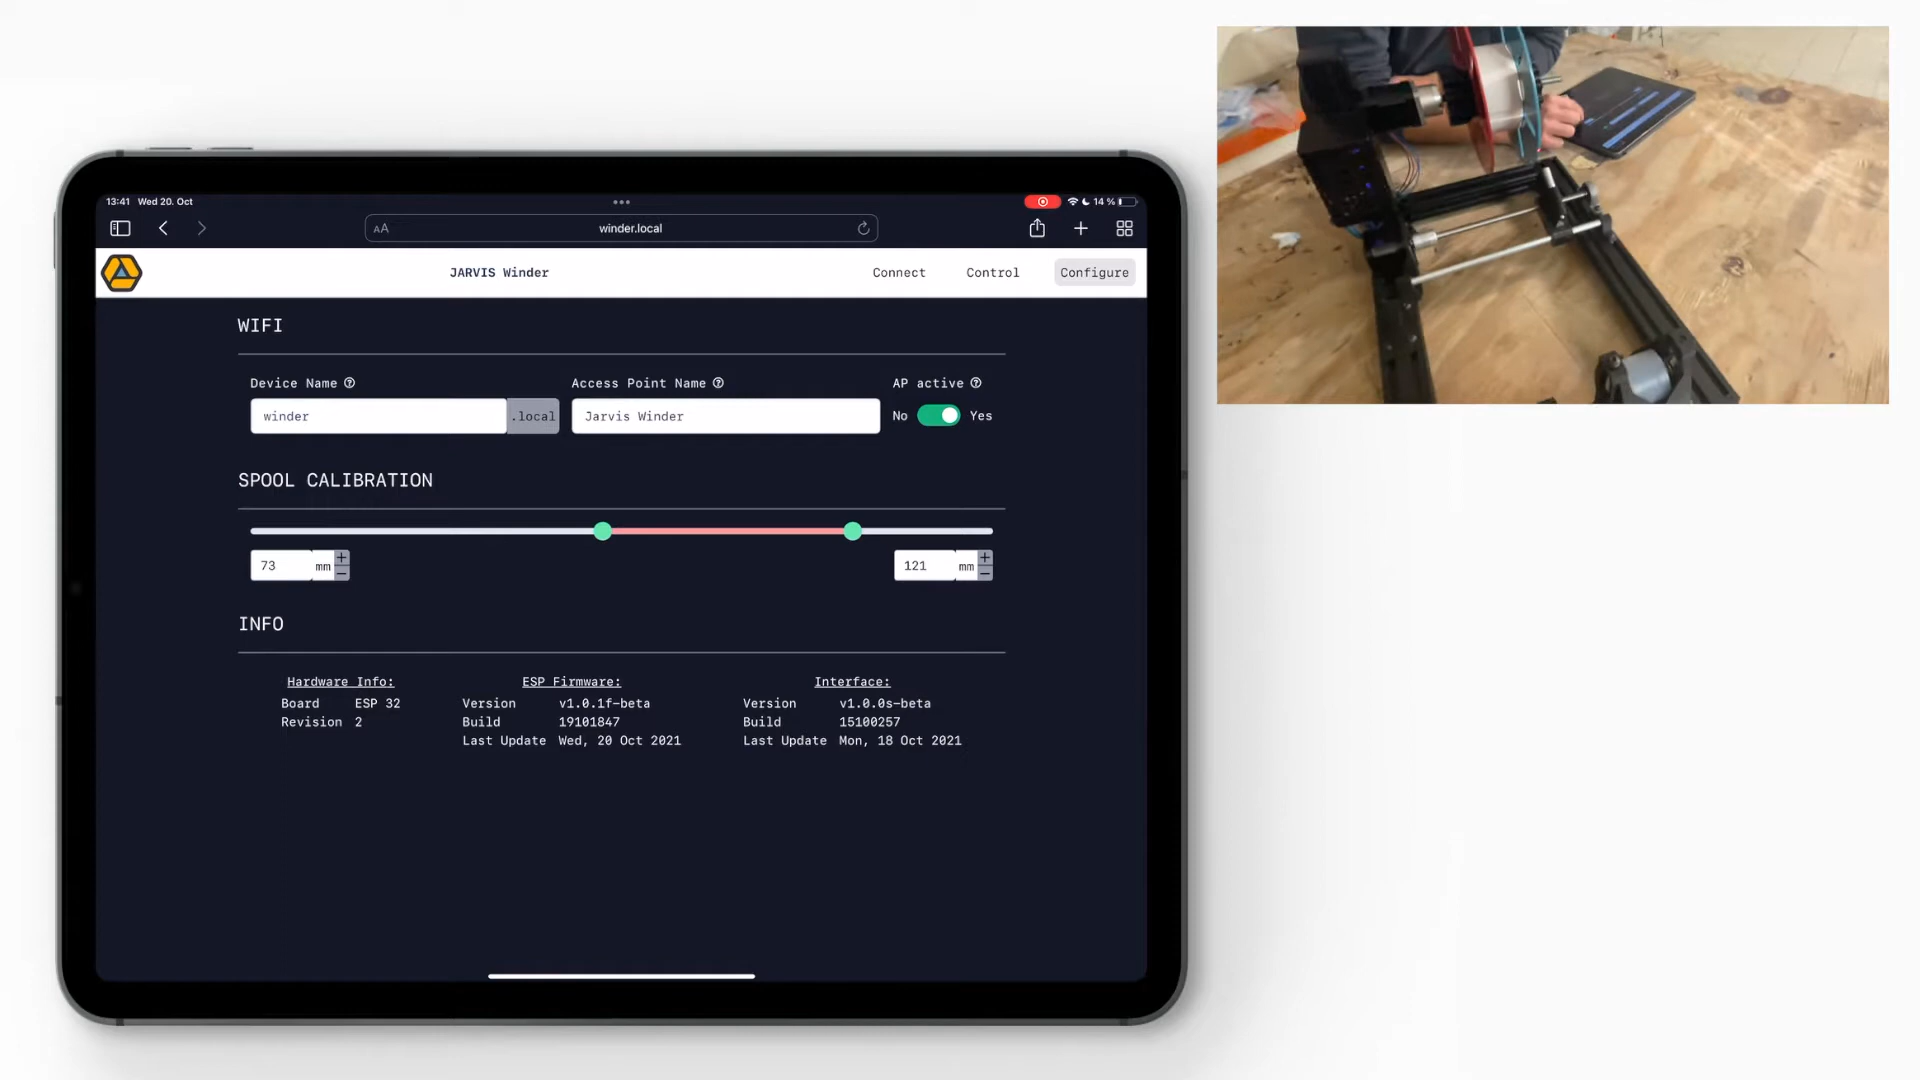 13:41 Wed 20. Oct
14 %
AA
winder.local
JARVIS Winder
Connect
Control
Configure
WIFI
Device Name
Access Point Name
AP active
winder
.local
Jarvis Winder
No
Yes
SPOOL CALIBRATION
73 mm
121 mm
INFO
Hardware Info:
Board ESP 32
Revision 2
ESP Firmware:
Version v1.0.1f-beta
Build 19101847
Last Update Wed, 20 Oct 2021
Interface:
Version v1.0.0s-beta
Build 15100257
Last Update Mon, 18 Oct 2021